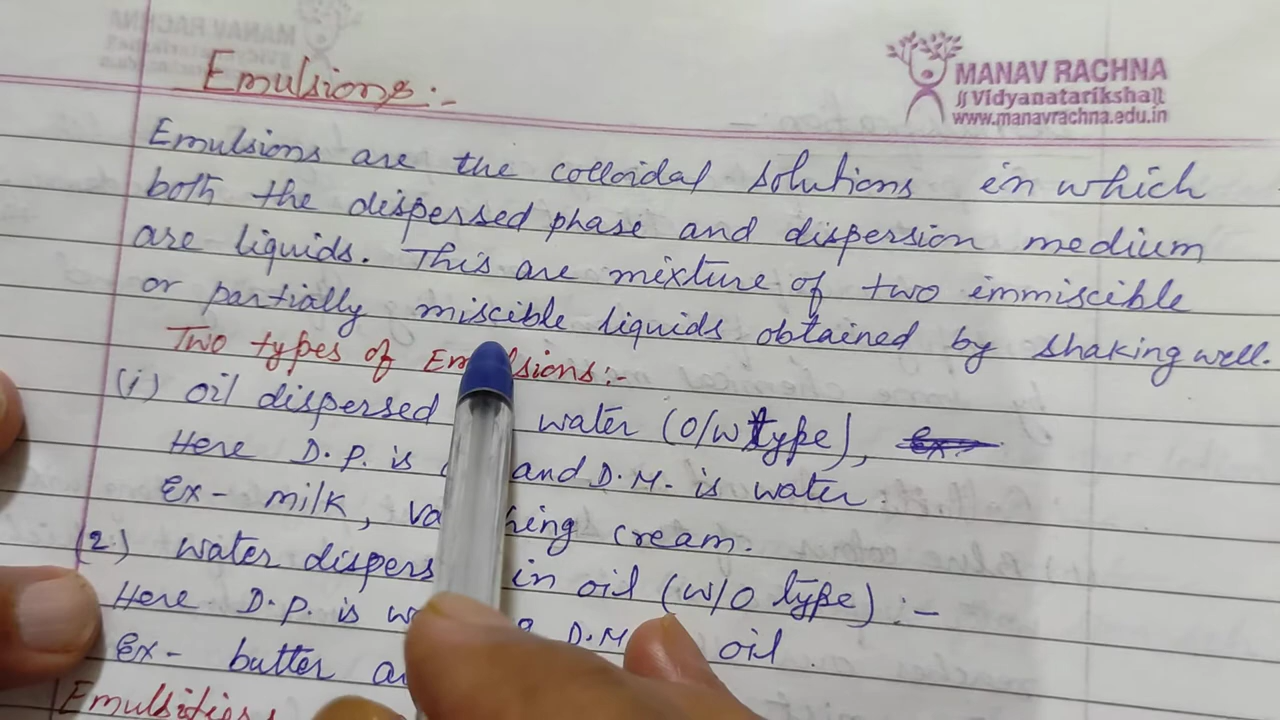 Emulsions:-
MANAV RACHNA
॥Vidyanatariksha॥
www.manavrachna.edu.in
Emulsions are the colloidal solutions in which
both the dispersed phase and dispersion medium
are liquids. This are mixture of two immiscible
or partially miscible liquids obtained by shaking well.
Two types of Emulsions:-
(i) oil dispersed water (O/W type),
Here D.P. is and D.M. is water.
Ex- milk, cream.
(2.) water in oil (W/O type) :-
Here D.P. is D.M oil.
Ex- butter